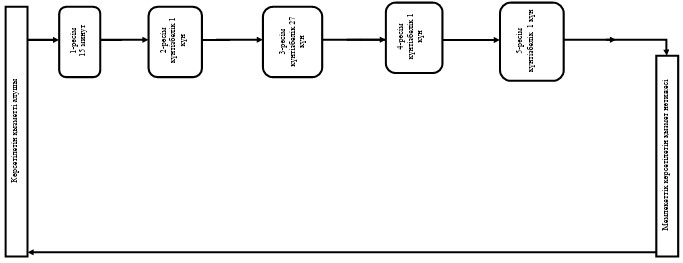 Көрсетілетін қызметті алушы
1-рәсім
15 минут
2-рәсім
күнтізбелік 1
күн
3-рәсім
күнтізбелік 27
күн
4-рәсім
күнтізбелік 1
күн
5-рәсім
күнтізбелік 1 күн
Мемлекеттік көрсетілетін қызмет нәтижесі